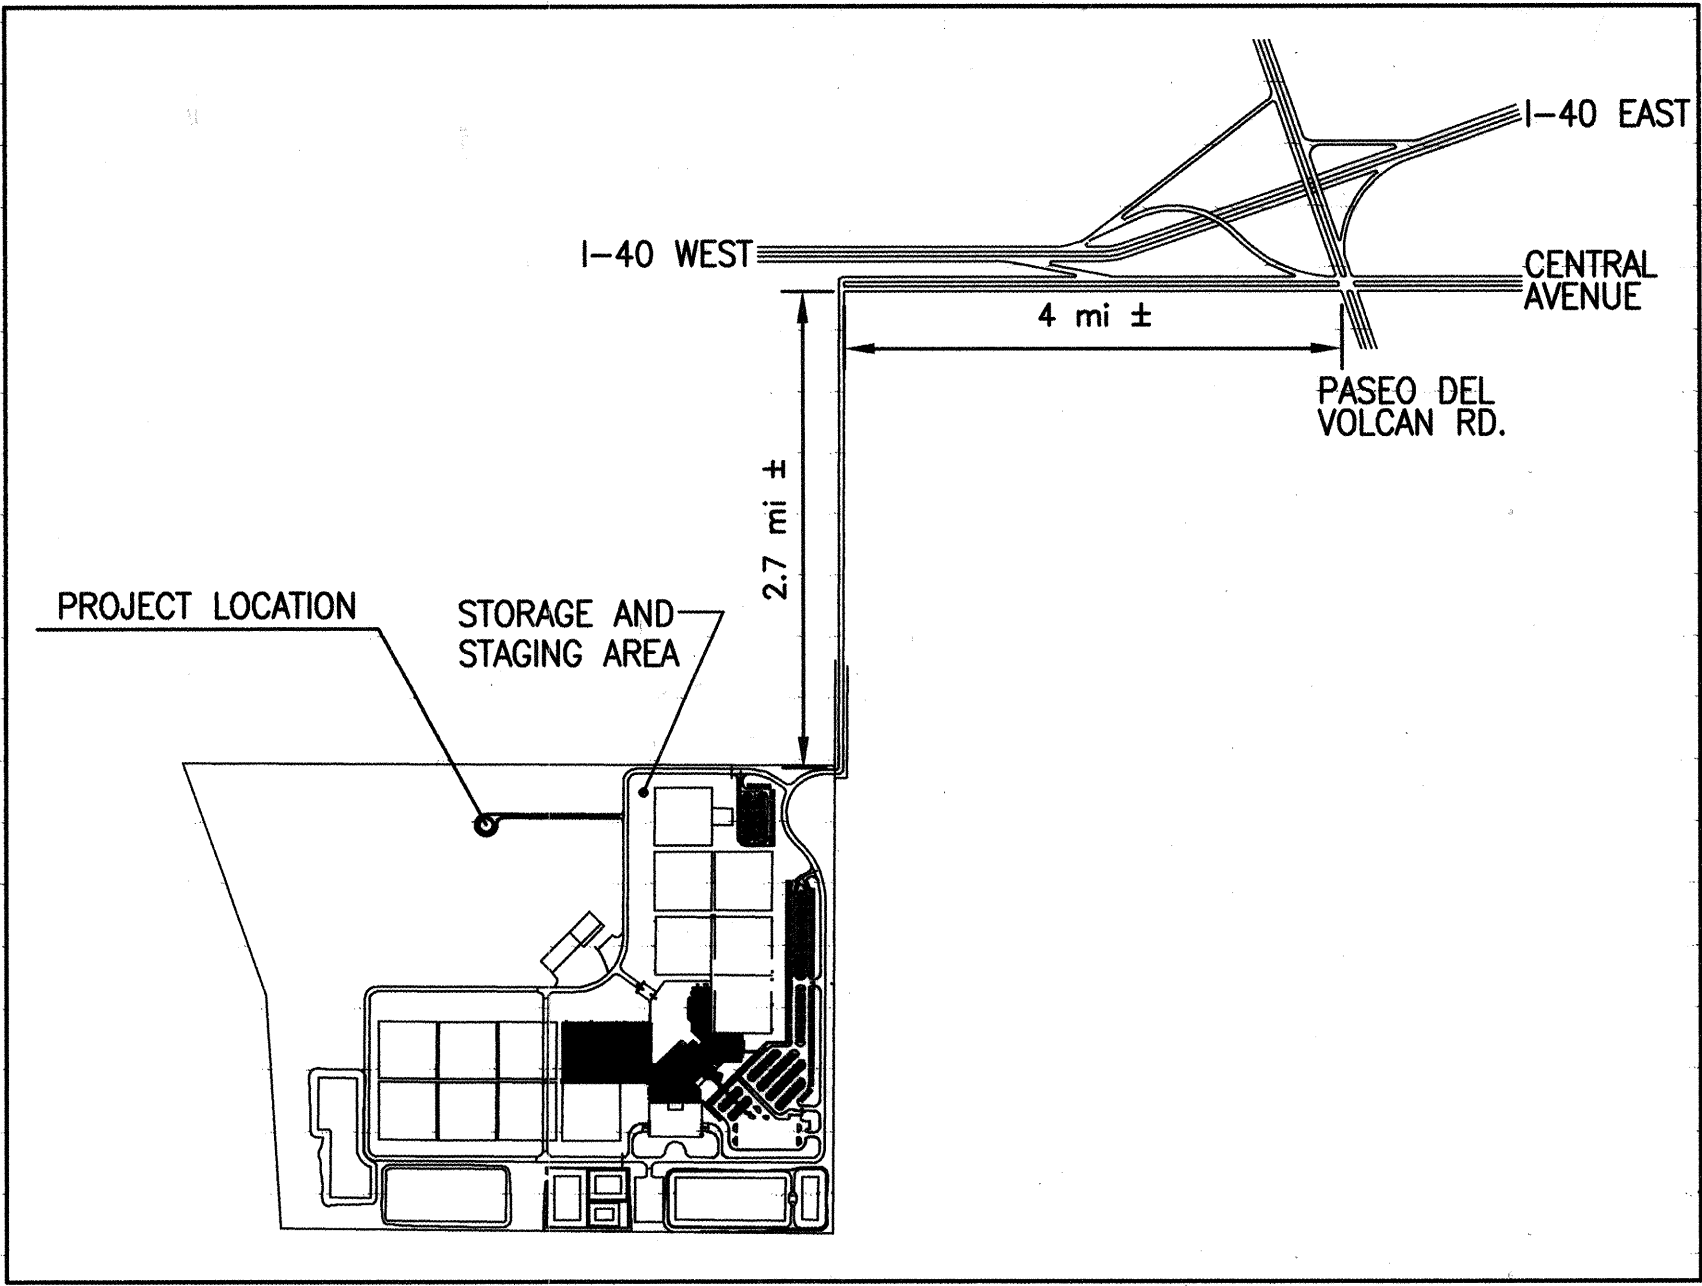 I-40 EAST
I-40 WEST
CENTRAL
AVENUE
4 mi ±
PASEO DEL
VOLCAN RD.
2.7 mi ±
PROJECT LOCATION
STORAGE AND
STAGING AREA